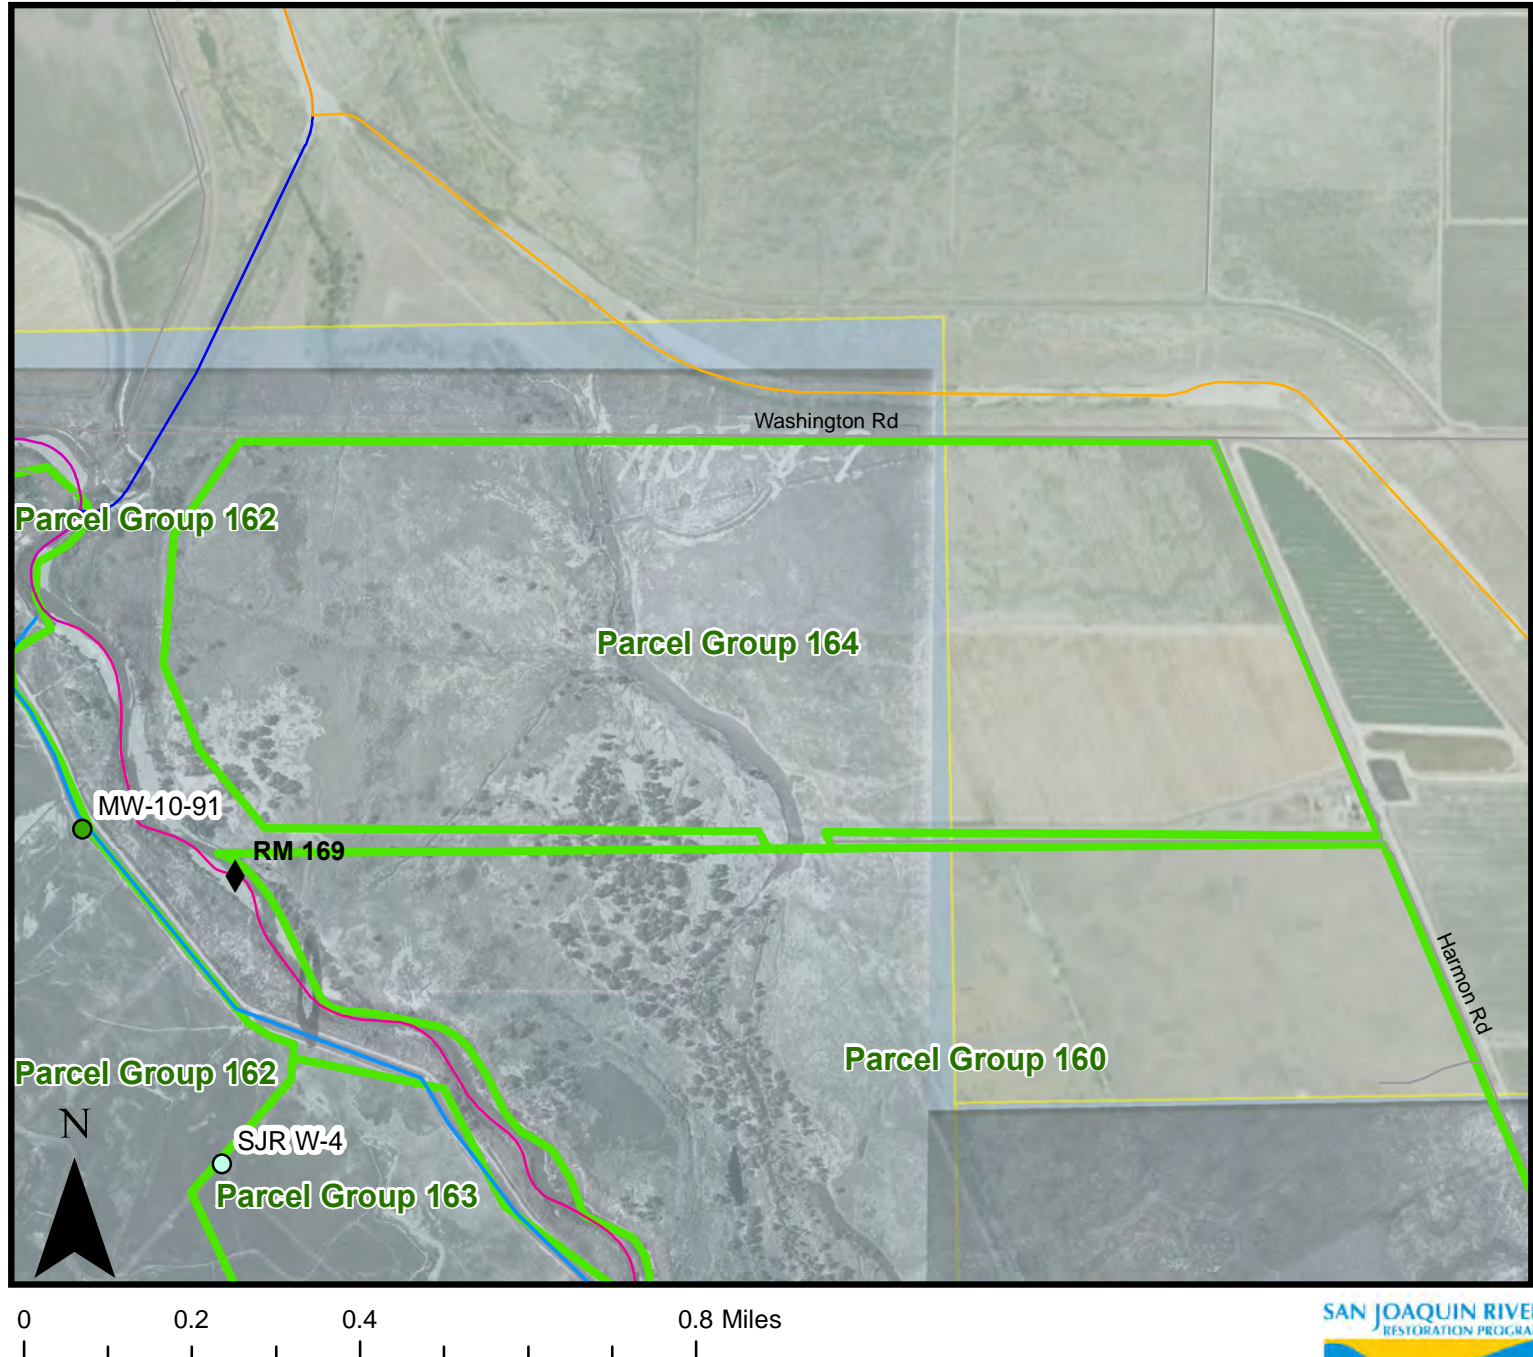 Washington Rd
Parcel Group 162
Parcel Group 164
MW-10-91
RM 169
Harmon Rd
Parcel Group 160
Parcel Group 162
N
SJR W-4
Parcel Group 163
0 0.2 0.4 0.8 Miles
SAN JOAQUIN RIVE
RESTORATION PROGRA